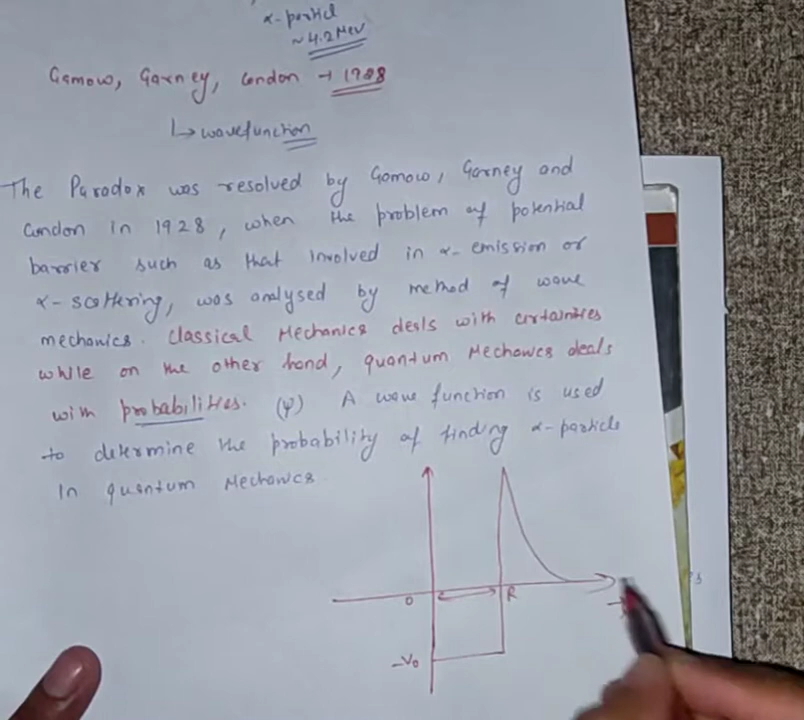 α-particl
~4.2 MeV
Gamow, Garney, Condon → 1928
↳ wavefunction
The Paradox was resolved by Gamow, Garney and
Condon in 1928, when the problem of potential
barrier such as that involved in α- emission or
α- scattering, was analysed by method of wave
mechanics. Classical Mechanics deals with certainties
while on the other hand, quantum Mechanics deals
with probabilities. (ψ) A wave function is used
to determine the probability of finding α-particle
in quantum Mechanics
0 R
-V₀